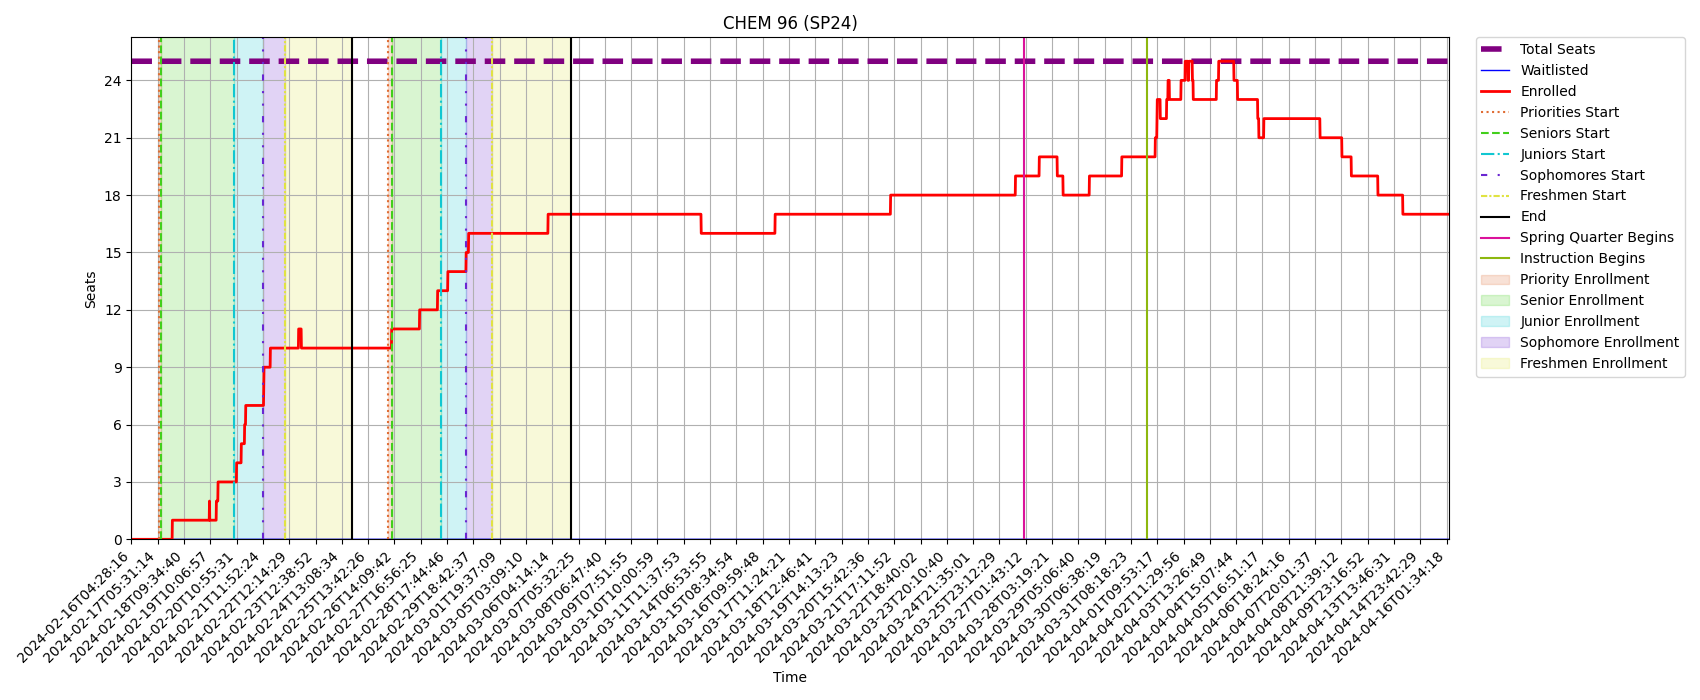 CHEM 96 (SP24)
Seats
24
21
18
15
12
9
6
3
0
2024-02-16T04:28:16
2024-02-17T05:31:14
2024-02-18T09:34:40
2024-02-19T10:06:57
2024-02-20T10:55:31
2024-02-21T11:52:24
2024-02-22T12:14:29
2024-02-23T12:38:52
2024-02-24T13:08:34
2024-02-25T13:42:26
2024-02-26T14:09:42
2024-02-27T16:56:25
2024-02-28T17:44:46
2024-02-29T18:42:37
2024-03-01T19:37:09
2024-03-05T03:09:10
2024-03-06T04:14:14
2024-03-07T05:32:25
2024-03-08T06:47:40
2024-03-09T07:51:55
2024-03-10T10:00:59
2024-03-11T11:37:53
2024-03-14T06:53:55
2024-03-15T08:34:54
2024-03-16T09:59:48
2024-03-17T11:24:21
2024-03-18T12:46:41
2024-03-19T14:13:23
2024-03-20T15:42:36
2024-03-21T17:11:52
2024-03-22T18:40:02
2024-03-23T20:10:40
2024-03-24T21:35:01
2024-03-25T23:12:29
2024-03-27T01:43:12
2024-03-28T03:19:21
2024-03-29T05:06:40
2024-03-30T06:38:19
2024-03-31T08:18:23
2024-04-01T09:53:17
2024-04-02T11:29:56
2024-04-03T13:26:49
2024-04-04T15:07:44
2024-04-05T16:51:17
2024-04-06T18:24:16
2024-04-07T20:01:37
2024-04-08T21:39:12
2024-04-09T23:16:52
2024-04-13T13:46:31
2024-04-14T23:42:29
2024-04-16T01:34:18
Time
Total Seats
Waitlisted
Enrolled
Priorities Start
Seniors Start
Juniors Start
Sophomores Start
Freshmen Start
End
Spring Quarter Begins
Instruction Begins
Priority Enrollment
Senior Enrollment
Junior Enrollment
Sophomore Enrollment
Freshmen Enrollment